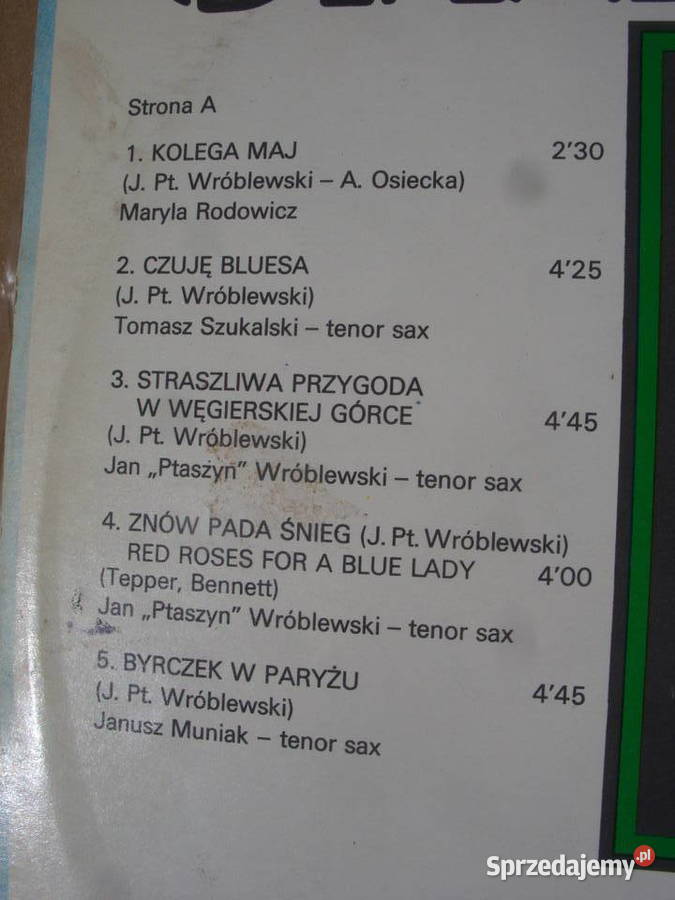 Strona A
1. KOLEGA MAJ 2'30
(J. Pt. Wróblewski – A. Osiecka)
Maryla Rodowicz
2. CZUJĘ BLUESA 4'25
(J. Pt. Wróblewski)
Tomasz Szukalski – tenor sax
3. STRASZLIWA PRZYGODA
W WĘGIERSKIEJ GÓRCE 4'45
(J. Pt. Wróblewski)
Jan „Ptaszyn" Wróblewski – tenor sax
4. ZNÓW PADA ŚNIEG (J. Pt. Wróblewski)
RED ROSES FOR A BLUE LADY 4'00
(Tepper, Bennett)
Jan „Ptaszyn" Wróblewski – tenor sax
5. BYRCZEK W PARYŻU 4'45
(J. Pt. Wróblewski)
Janusz Muniak – tenor sax
Sprzedajemy.pl